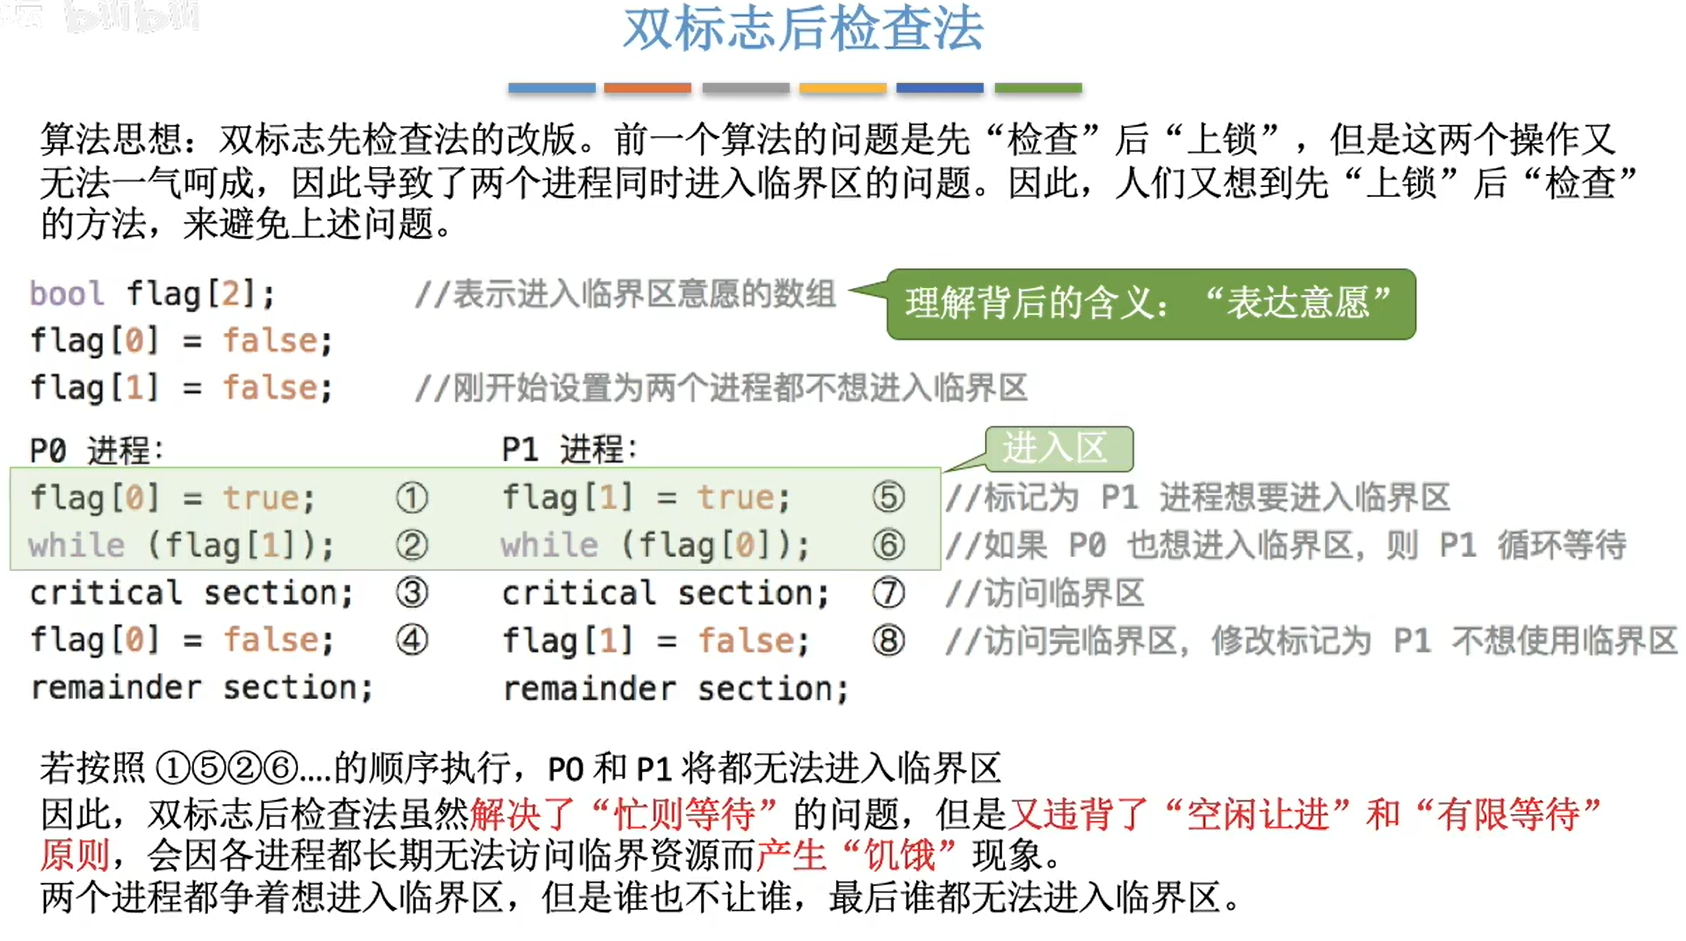 双标志后检查法
算法思想：双标志先检查法的改版。前一个算法的问题是先“检查”后“上锁”，但是这两个操作又
无法一气呵成，因此导致了两个进程同时进入临界区的问题。因此，人们又想到先“上锁”后“检查”
的方法，来避免上述问题。
bool flag[2]; //表示进入临界区意愿的数组
理解背后的含义：“表达意愿”
flag[0] = false;
flag[1] = false; //刚开始设置为两个进程都不想进入临界区
P0 进程： P1 进程：
进入区
flag[0] = true; ① flag[1] = true; ⑤ //标记为 P1 进程想要进入临界区
while (flag[1]); ② while (flag[0]); ⑥ //如果 P0 也想进入临界区，则 P1 循环等待
critical section; ③ critical section; ⑦ //访问临界区
flag[0] = false; ④ flag[1] = false; ⑧ //访问完临界区，修改标记为 P1 不想使用临界区
remainder section; remainder section;
若按照 ①⑤②⑥....的顺序执行，P0 和 P1 将都无法进入临界区
因此，双标志后检查法虽然解决了“忙则等待”的问题，但是又违背了“空闲让进”和“有限等待”
原则，会因各进程都长期无法访问临界资源而产生“饥饿”现象。
两个进程都争着想进入临界区，但是谁也不让谁，最后谁都无法进入临界区。